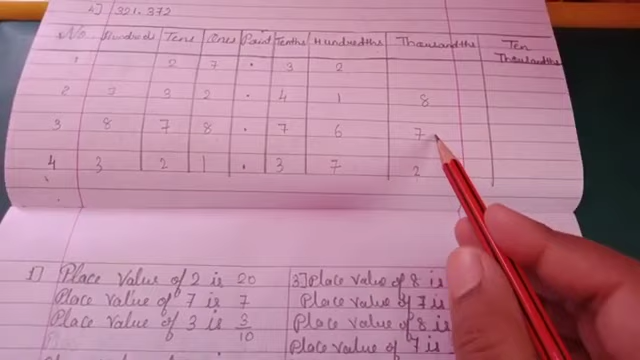 4] 321.372
No. Hundreds Tens Ones Point Tenths Hundredths Thousandths Ten Thousandths
1 2 7 . 3 2
2 7 3 2 . 4 1 8
3 8 7 8 . 7 6 7
4 3 2 1 . 3 7 2
1] Place value of 2 is 20
Place value of 7 is 7
Place value of 3 is 3/10
3] Place value of 8 is
Place value of 7 is
Place value of 8 is
Place value of 7 is